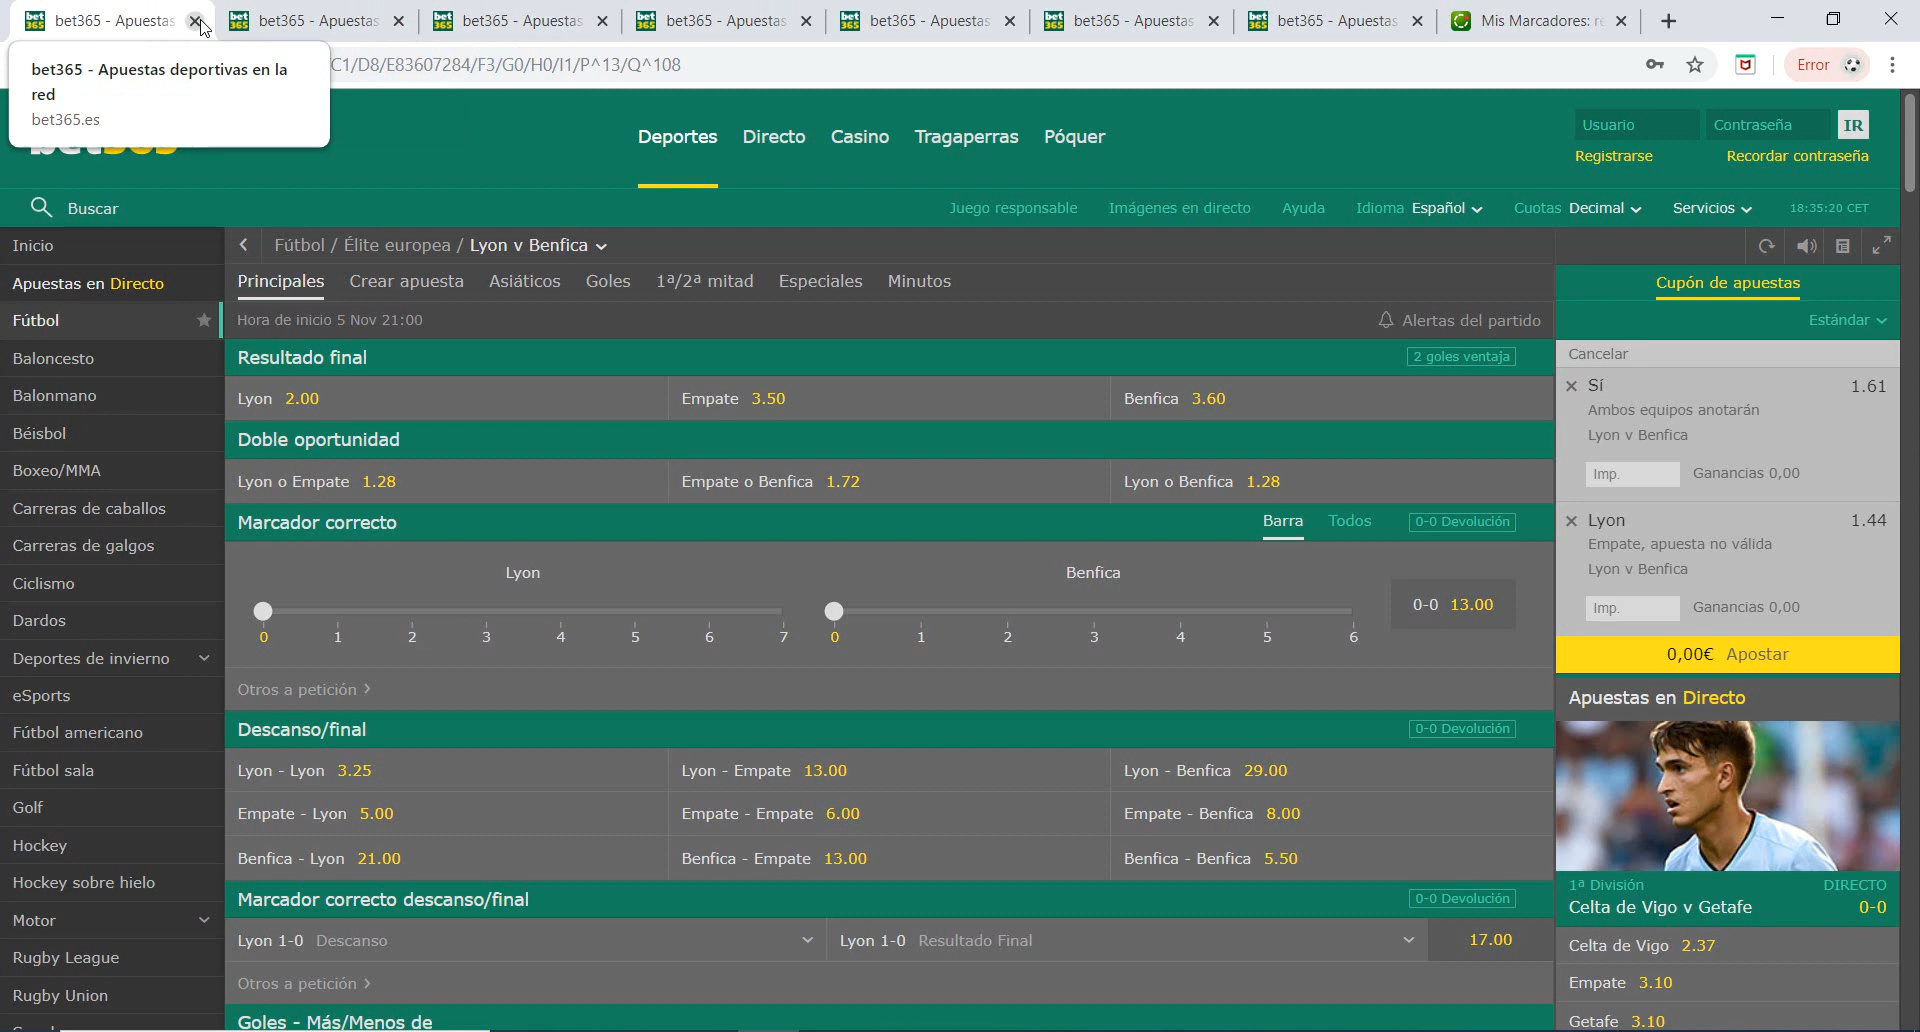 bet365 - Apuestas
bet365 - Apuestas
bet365 - Apuestas
bet365 - Apuestas
bet365 - Apuestas
bet365 - Apuestas
bet365 - Apuestas
Mis Marcadores: r
C1/D8/E83607284/F3/G0/H0/I1/P^13/Q^108
Error
bet365 - Apuestas deportivas en la
red
bet365.es
bet365
Deportes
Directo
Casino
Tragaperras
Póquer
Usuario
Contraseña
IR
Registrarse
Recordar contraseña
Buscar
Juego responsable
Imágenes en directo
Ayuda
Idioma Español
Cuotas Decimal
Servicios
18:35:20 CET
Inicio
Apuestas en Directo
Fútbol
Baloncesto
Balonmano
Béisbol
Boxeo/MMA
Carreras de caballos
Carreras de galgos
Ciclismo
Dardos
Deportes de invierno
eSports
Fútbol americano
Fútbol sala
Golf
Hockey
Hockey sobre hielo
Motor
Rugby League
Rugby Union
Fútbol / Élite europea / Lyon v Benfica
Principales
Crear apuesta
Asiáticos
Goles
1ª/2ª mitad
Especiales
Minutos
Hora de inicio 5 Nov 21:00
Alertas del partido
Resultado final
2 goles ventaja
Lyon 2.00
Empate 3.50
Benfica 3.60
Doble oportunidad
Lyon o Empate 1.28
Empate o Benfica 1.72
Lyon o Benfica 1.28
Marcador correcto
Barra
Todos
0-0 Devolución
Lyon
Benfica
0 1 2 3 4 5 6 7
0 1 2 3 4 5 6
0-0 13.00
Otros a petición
Descanso/final
0-0 Devolución
Lyon - Lyon 3.25
Lyon - Empate 13.00
Lyon - Benfica 29.00
Empate - Lyon 5.00
Empate - Empate 6.00
Empate - Benfica 8.00
Benfica - Lyon 21.00
Benfica - Empate 13.00
Benfica - Benfica 5.50
Marcador correcto descanso/final
0-0 Devolución
Lyon 1-0 Descanso
Lyon 1-0 Resultado Final
17.00
Otros a petición
Goles - Más/Menos de
Cupón de apuestas
Estándar
Cancelar
Sí 1.61
Ambos equipos anotarán
Lyon v Benfica
Imp. Ganancias 0,00
Lyon 1.44
Empate, apuesta no válida
Lyon v Benfica
Imp. Ganancias 0,00
0,00€ Apostar
Apuestas en Directo
1ª División DIRECTO
Celta de Vigo v Getafe 0-0
Celta de Vigo 2.37
Empate 3.10
Getafe 3.10